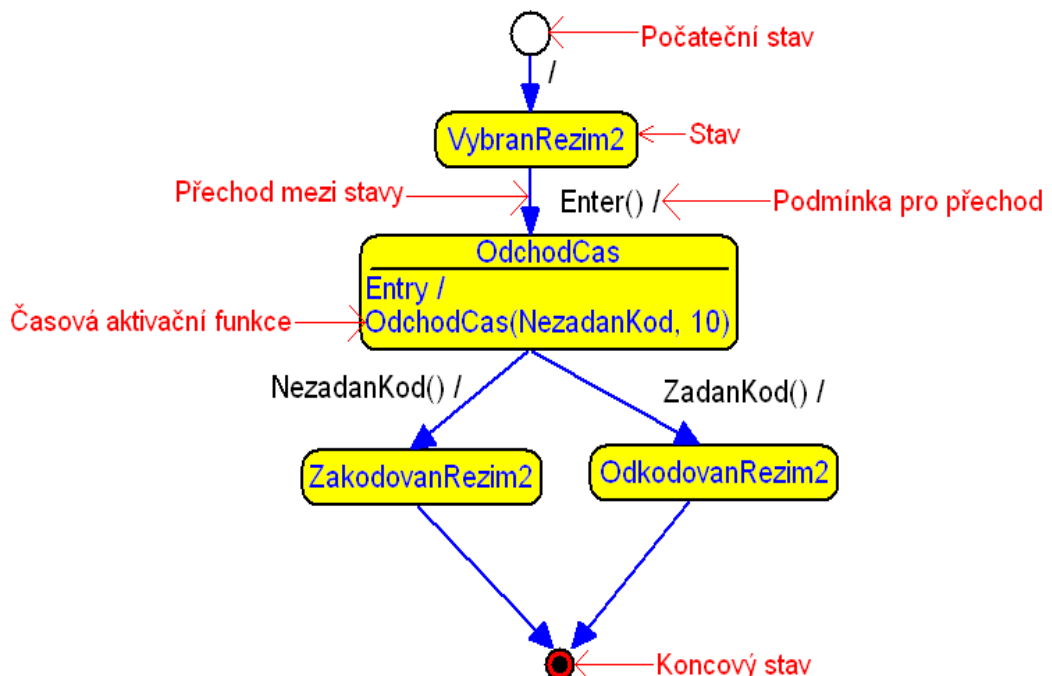 Počateční stav
/
VybranRezim2
Stav
Přechod mezi stavy
Enter() /
Podmínka pro přechod
OdchodCas
Entry /
Časová aktivační funkce
OdchodCas(NezadanKod, 10)
NezadanKod() /
ZadanKod() /
ZakodovanRezim2
OdkodovanRezim2
Koncový stav